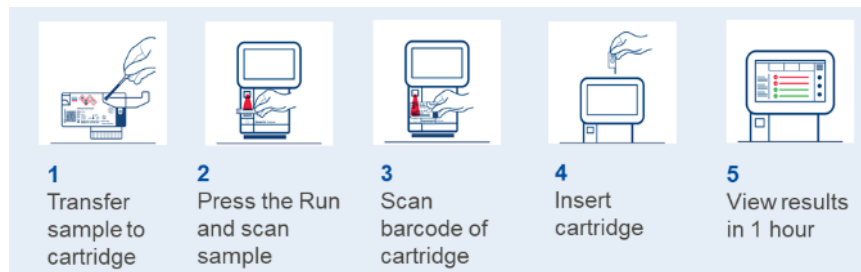 1
Transfer
sample to
cartridge
2
Press the Run
and scan
sample
3
Scan
barcode of
cartridge
4
Insert
cartridge
5
View results
in 1 hour